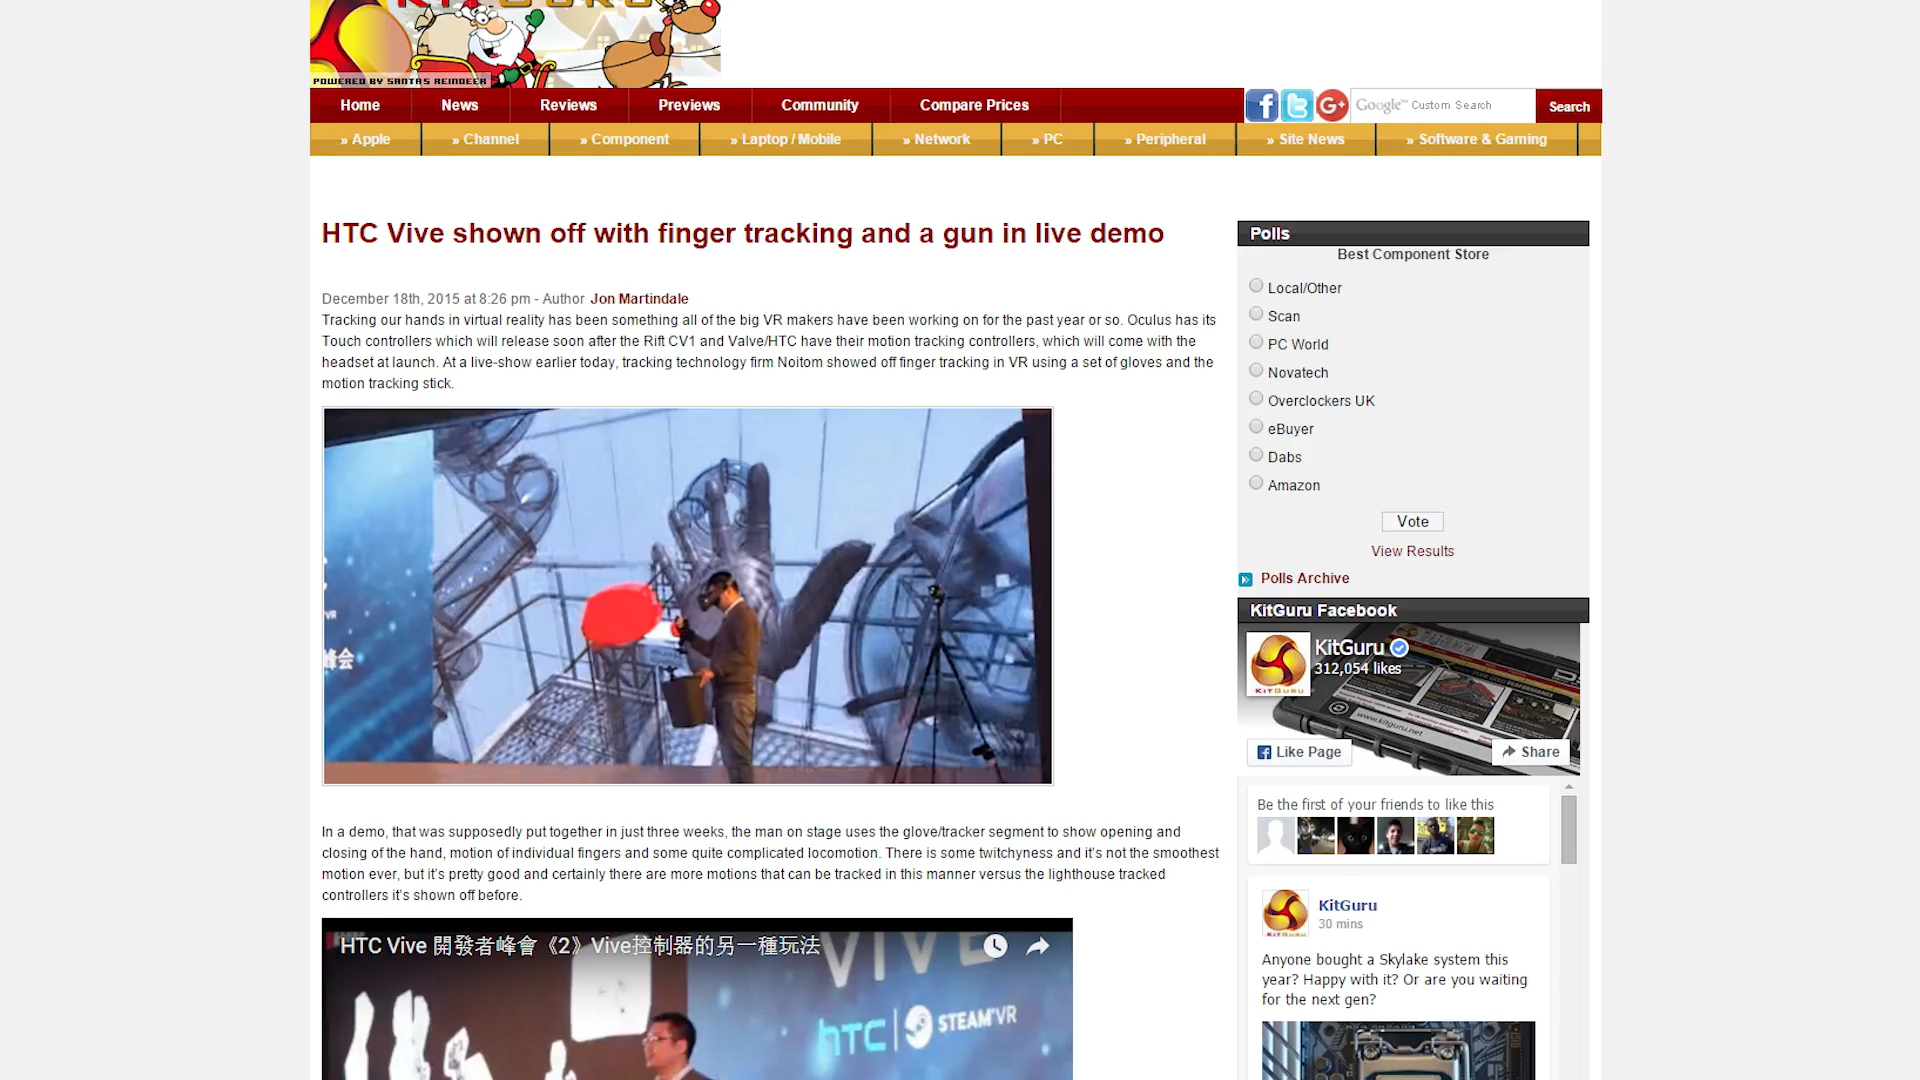 POWERED BY SANTAS REINDEER
Home News Reviews Previews Community Compare Prices
Google™ Custom Search Search
» Apple » Channel » Component » Laptop / Mobile » Network » PC » Peripheral » Site News » Software & Gaming
HTC Vive shown off with finger tracking and a gun in live demo
December 18th, 2015 at 8:26 pm - Author Jon Martindale
Tracking our hands in virtual reality has been something all of the big VR makers have been working on for the past year or so. Oculus has its
Touch controllers which will release soon after the Rift CV1 and Valve/HTC have their motion tracking controllers, which will come with the
headset at launch. At a live-show earlier today, tracking technology firm Noitom showed off finger tracking in VR using a set of gloves and the
motion tracking stick.
峰会
In a demo, that was supposedly put together in just three weeks, the man on stage uses the glove/tracker segment to show opening and
closing of the hand, motion of individual fingers and some quite complicated locomotion. There is some twitchyness and it's not the smoothest
motion ever, but it's pretty good and certainly there are more motions that can be tracked in this manner versus the lighthouse tracked
controllers it's shown off before.
HTC Vive 開發者峰會《2》Vive控制器的另一種玩法
VIVE
hTC | STEAM®VR
Polls
Best Component Store
Local/Other
Scan
PC World
Novatech
Overclockers UK
eBuyer
Dabs
Amazon
Vote
View Results
Polls Archive
KitGuru Facebook
KitGuru
312,054 likes
KITGURU
www.kitguru.net
Like Page
Share
Be the first of your friends to like this
KitGuru
30 mins
KITGURU
Anyone bought a Skylake system this
year? Happy with it? Or are you waiting
for the next gen?